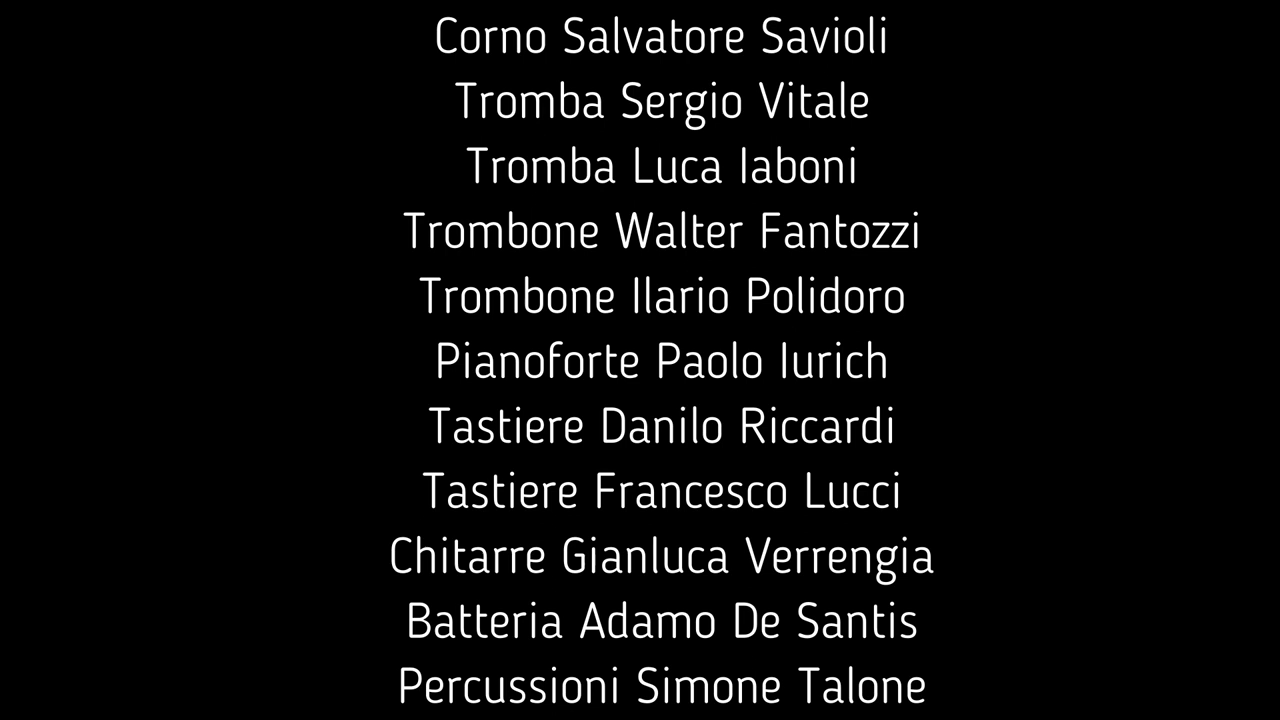 Corno Salvatore Savioli
Tromba Sergio Vitale
Tromba Luca Iaboni
Trombone Walter Fantozzi
Trombone Ilario Polidoro
Pianoforte Paolo Iurich
Tastiere Danilo Riccardi
Tastiere Francesco Lucci
Chitarre Gianluca Verrengia
Batteria Adamo De Santis
Percussioni Simone Talone